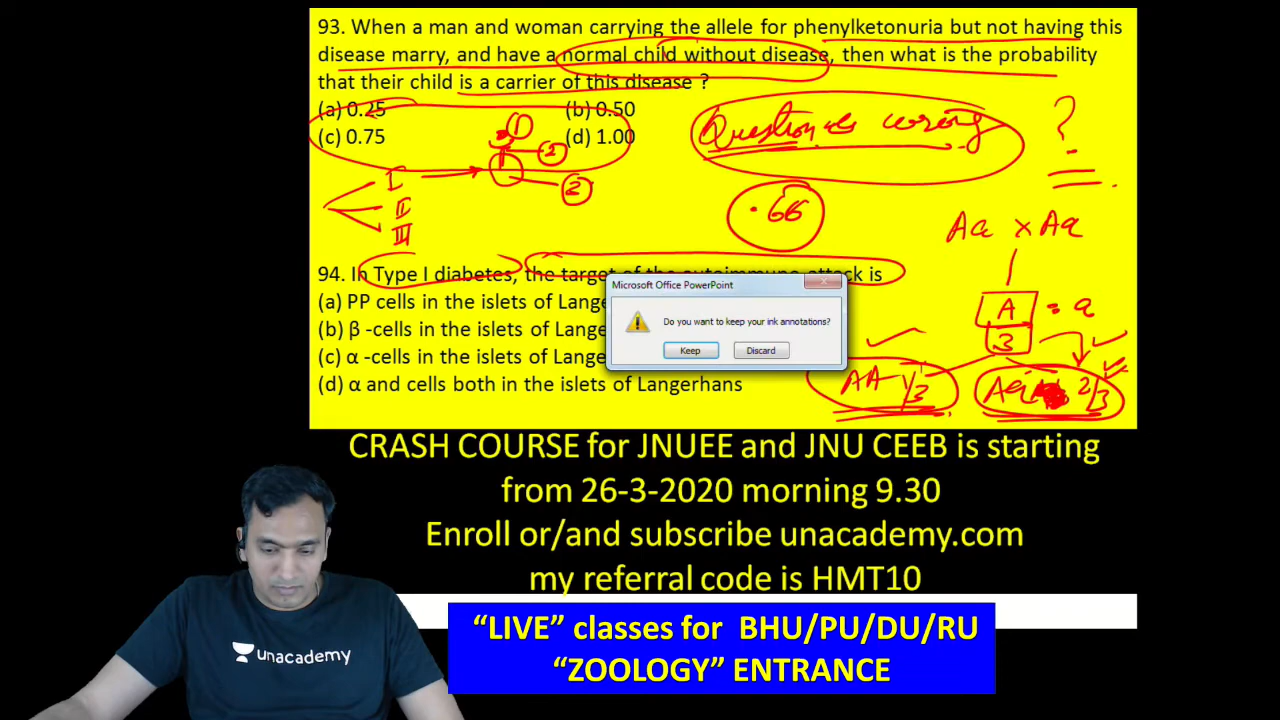 93. When a man and woman carrying the allele for phenylketonuria but not having this
disease marry, and have a normal child without disease, then what is the probability
that their child is a carrier of this disease ?
(a) 0.25 (b) 0.50
(c) 0.75 (d) 1.00
1
2
2
Question is wrong
?
I
II
III
.66
Aa x Aa
A = a
3
AA 1/3
Aa 2/3
94. In Type I diabetes, the target of the autoimmune attack is
(a) PP cells in the islets of Lange
(b) β -cells in the islets of Lange
(c) α -cells in the islets of Lange
(d) α and cells both in the islets of Langerhans
Microsoft Office PowerPoint
Do you want to keep your ink annotations?
Keep Discard
CRASH COURSE for JNUEE and JNU CEEB is starting
from 26-3-2020 morning 9.30
Enroll or/and subscribe unacademy.com
my referral code is HMT10
unacademy
“LIVE” classes for BHU/PU/DU/RU
“ZOOLOGY” ENTRANCE